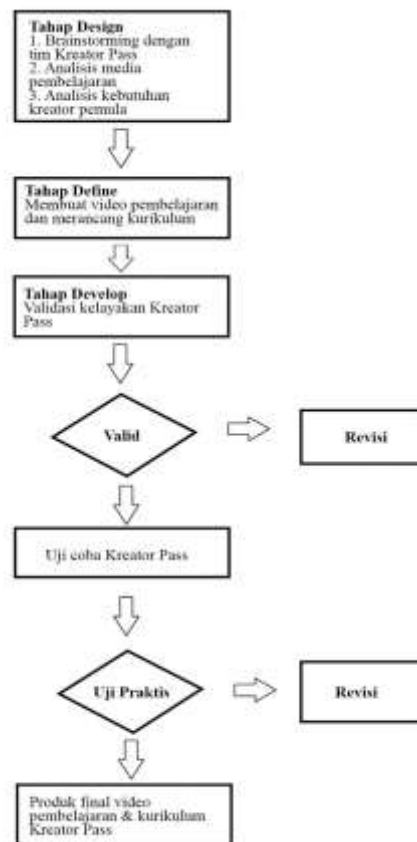 Tahap Design
1. Brainstorming dengan
tim Kreator Pass
2. Analisis media
pembelajaran
3. Analisis kebutuhan
kreator pemula
Tahap Define
Membuat video pembelajaran
dan merancang kurikulum
Tahap Develop
Validasi kelayakan Kreator
Pass
Valid
Revisi
Uji coba Kreator Pass
Uji Praktis
Revisi
Produk final video
pembelajaran & kurikulum
Kreator Pass